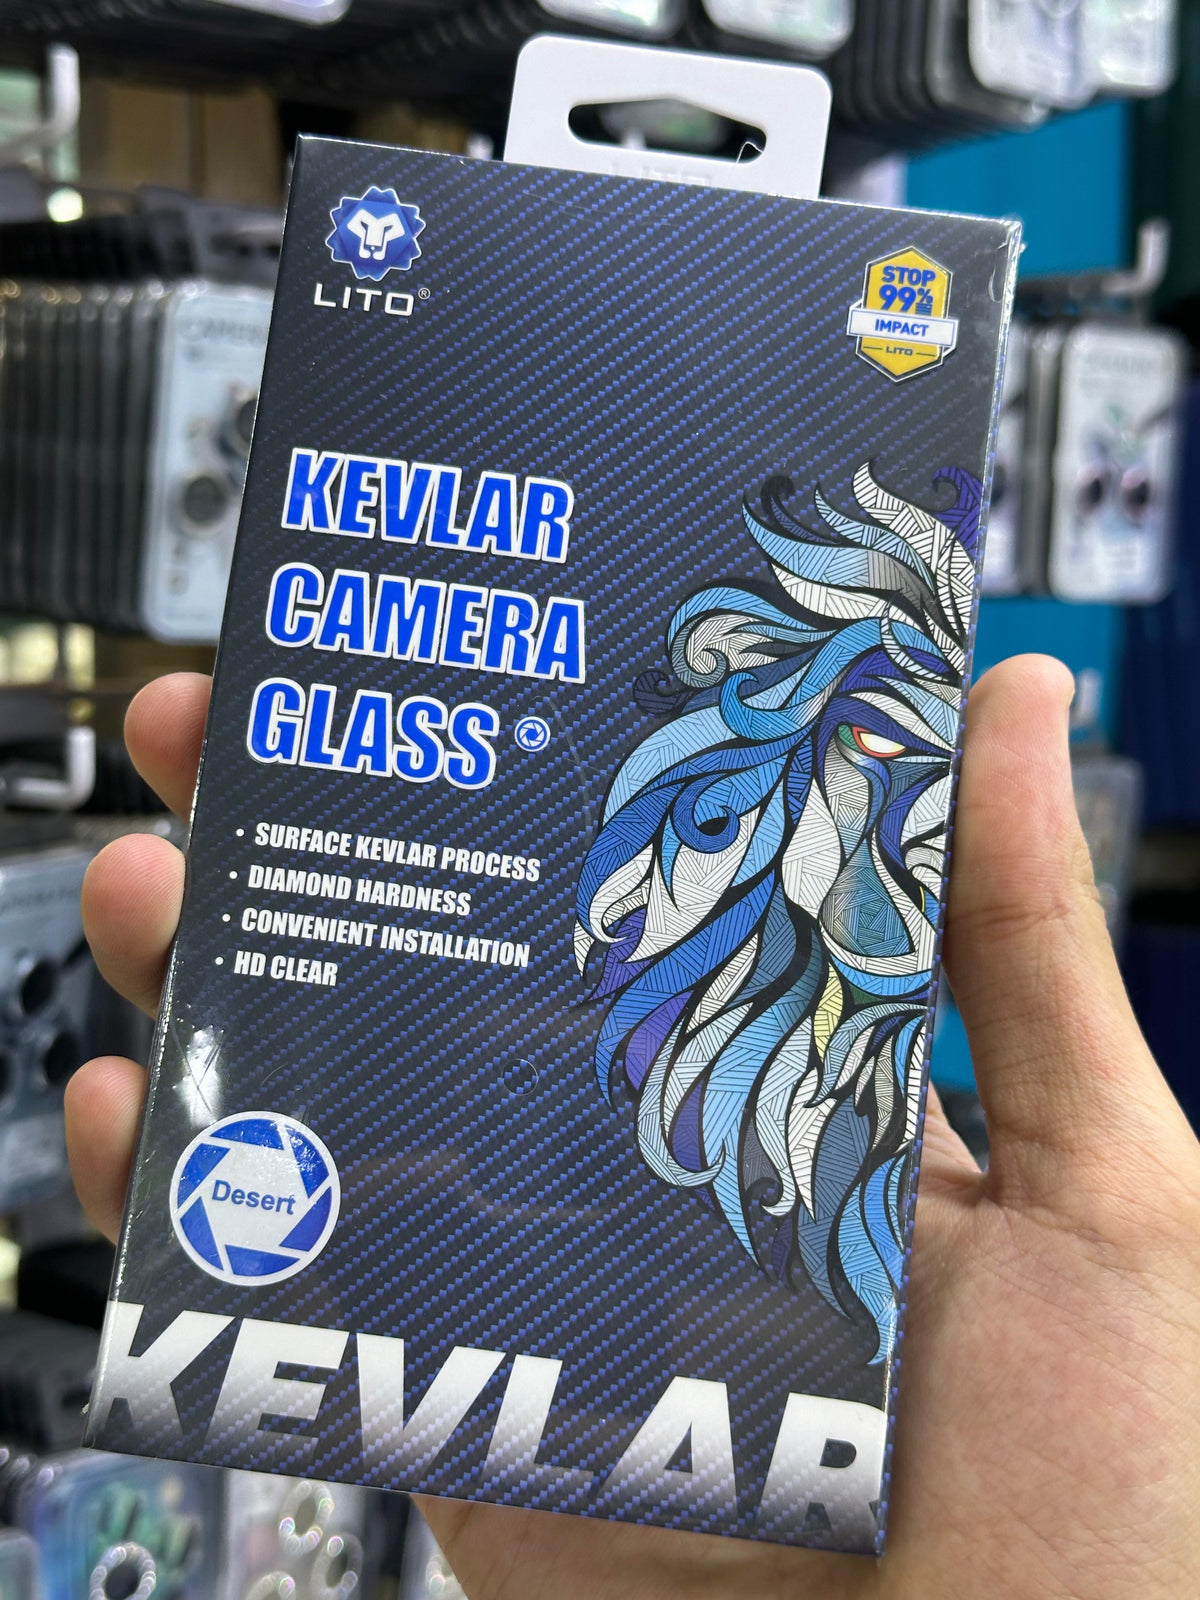 LITO®
STOP
99%
IMPACT
LITO
KEVLAR
CAMERA
GLASS
• SURFACE KEVLAR PROCESS
• DIAMOND HARDNESS
• CONVENIENT INSTALLATION
• HD CLEAR
Desert
KEVLAR